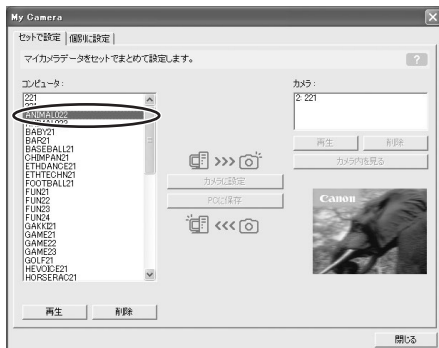 My Camera
セットで設定
個別に設定
マイカメラデータをセットでまとめて設定します。
?
コンピュータ:
221
ANIMAL022
BABY21
BAR21
BASEBALL21
CHIMPAN21
ETHDANCE21
ETHTECHN21
FOOTBALL21
FUN21
FUN22
FUN23
FUN24
GAKKI21
GAME21
GAME22
GAME23
GOLF21
HEVOICE21
HORSERAC21
再生
削除
>>>
カメラに設定
PCに保存
<<<
カメラ:
2: 221
再生
削除
カメラ内を見る
Canon
閉じる